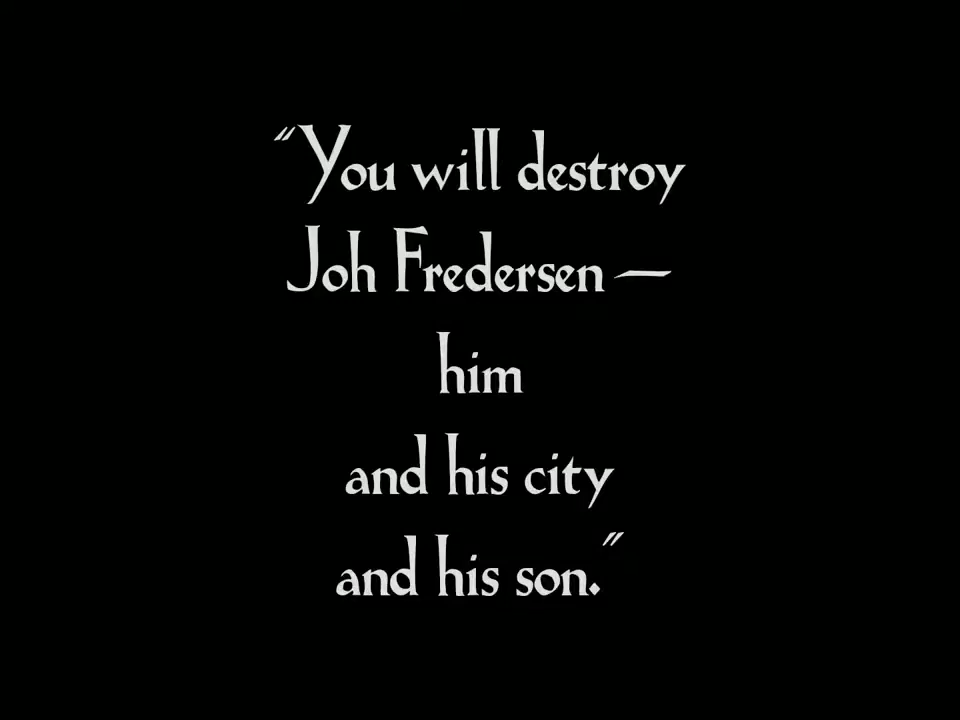 “You will destroy
Joh Fredersen —
him
and his city
and his son.”